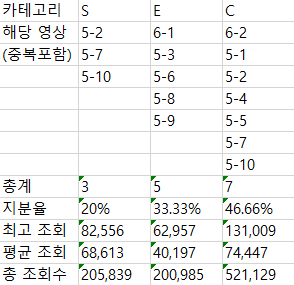 카테고리 S E C
해당 영상 5-2 6-1 6-2
(중복포함) 5-7 5-3 5-1
5-10 5-6 5-2
5-8 5-4
5-9 5-5
5-7
5-10
총계 3 5 7
지분율 20% 33.33% 46.66%
최고 조회 82,556 62,957 131,009
평균 조회 68,613 40,197 74,447
총 조회수 205,839 200,985 521,129